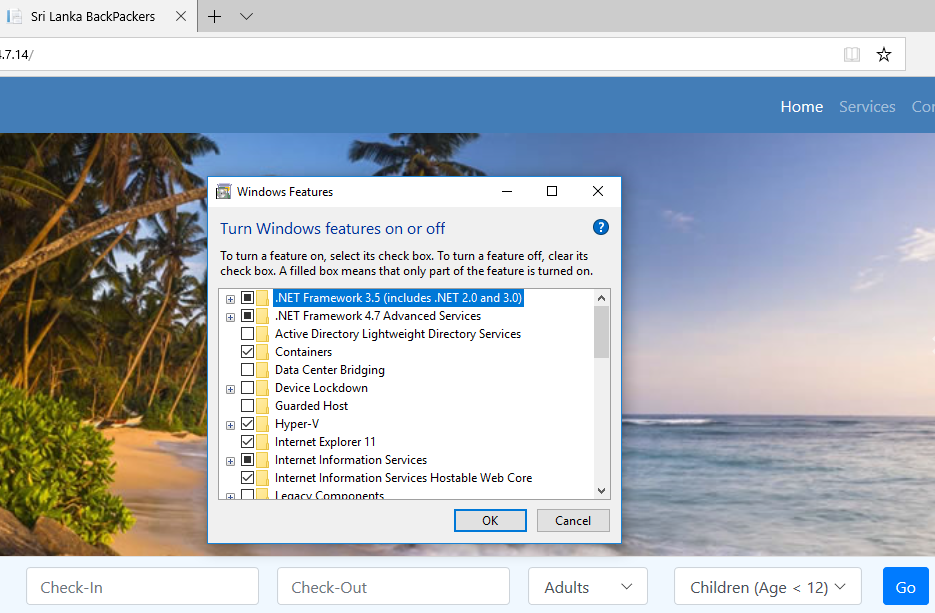 Sri Lanka BackPackers
.7.14/
Home Services Cor
Windows Features
Turn Windows features on or off
To turn a feature on, select its check box. To turn a feature off, clear its
check box. A filled box means that only part of the feature is turned on.
.NET Framework 3.5 (includes .NET 2.0 and 3.0)
.NET Framework 4.7 Advanced Services
Active Directory Lightweight Directory Services
Containers
Data Center Bridging
Device Lockdown
Guarded Host
Hyper-V
Internet Explorer 11
Internet Information Services
Internet Information Services Hostable Web Core
Legacy Components
OK Cancel
Check-In Check-Out Adults Children (Age < 12) Go